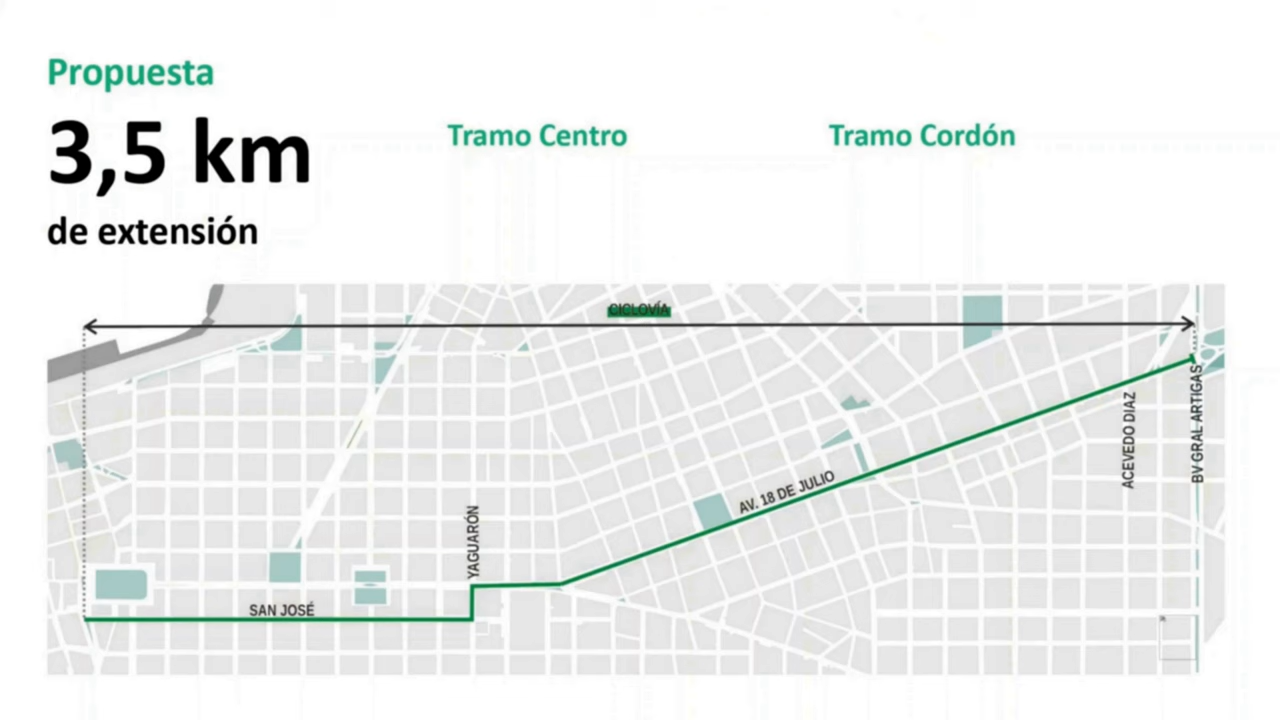 Propuesta
3,5 km
de extensión
Tramo Centro
Tramo Cordón
CICLOVÍA
SAN JOSÉ
YAGUARÓN
AV. 18 DE JULIO
ACEVEDO DIAZ
BV GRAL ARTIGAS